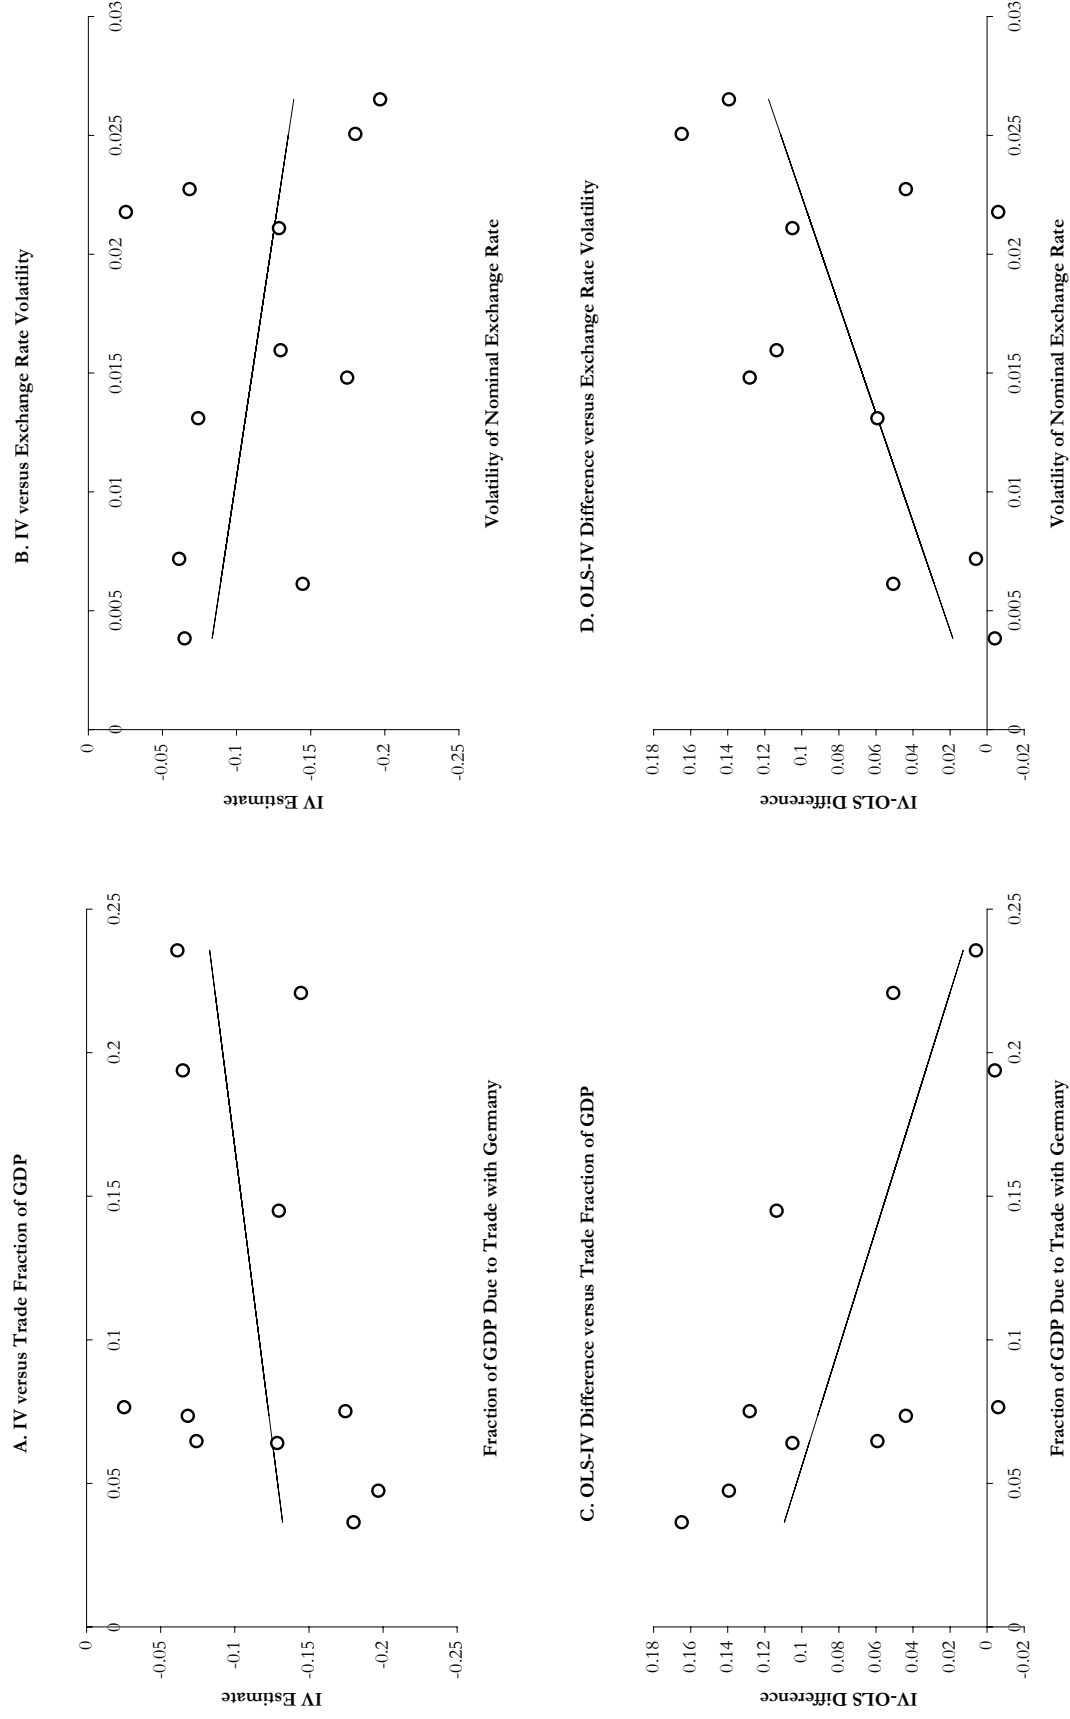 A. IV versus Trade Fraction of GDP
0 0.05 0.1 0.15 0.2 0.25
0
-0.05
-0.1
-0.15
-0.2
-0.25
IV Estimate
Fraction of GDP Due to Trade with Germany
B. IV versus Exchange Rate Volatility
0 0.005 0.01 0.015 0.02 0.025 0.03
0
-0.05
-0.1
-0.15
-0.2
-0.25
IV Estimate
Volatility of Nominal Exchange Rate
C. OLS-IV Difference versus Trade Fraction of GDP
0.18
0.16
0.14
0.12
0.1
0.08
0.06
0.04
0.02
0
-0.02
IV-OLS Difference
0 0.05 0.1 0.15 0.2 0.25
Fraction of GDP Due to Trade with Germany
D. OLS-IV Difference versus Exchange Rate Volatility
0.18
0.16
0.14
0.12
0.1
0.08
0.06
0.04
0.02
0
-0.02
IV-OLS Difference
0 0.005 0.01 0.015 0.02 0.025 0.03
Volatility of Nominal Exchange Rate